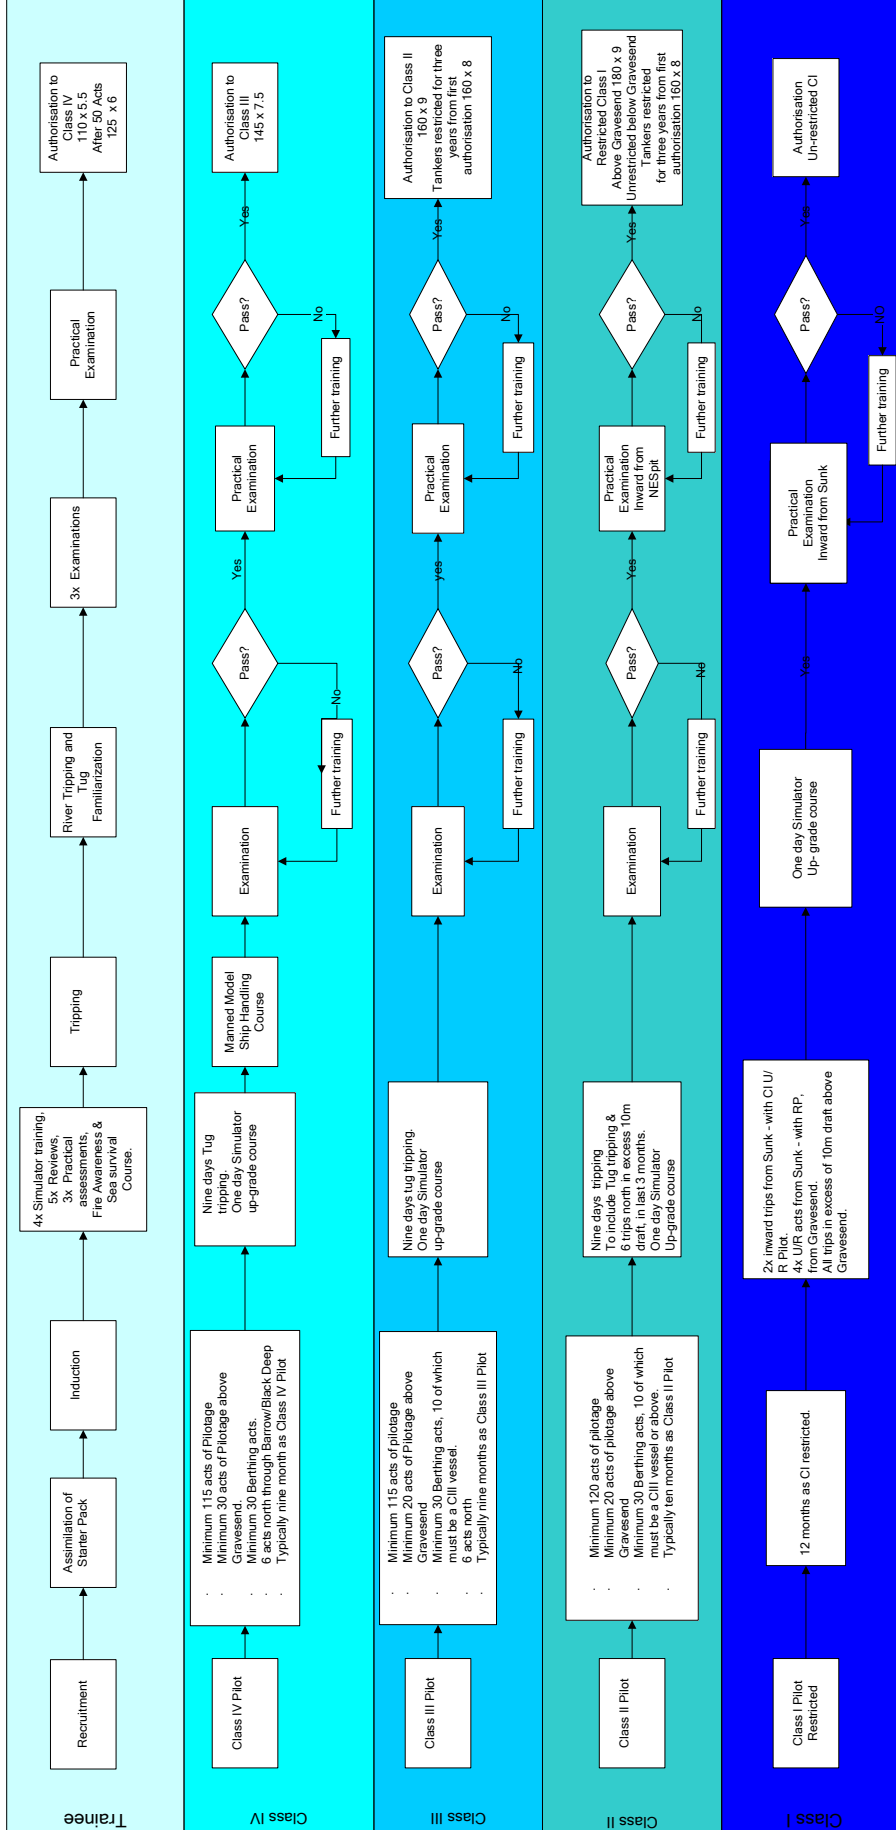 Trainee
Recruitment
Assimilation of
Starter Pack
Induction
4x Simulator training,
5x Reviews,
3x Practical
assessments,
Fire Awareness &
Sea survival
Course.
Tripping
River Tripping and
Tug
Familiarization
3x Examinations
Practical
Examination
Authorisation to
Class IV
110 x 5.5
After 50 Acts
125 x 6
Class IV
Class IV Pilot
· Minimum 115 acts of Pilotage
· Minimum 30 acts of Pilotage above
Gravesend.
· Minimum 30 Berthing acts.
· 6 acts north through Barrow/Black Deep
· Typically nine month as Class IV Pilot
Nine days Tug
tripping.
One day Simulator
up-grade course
Manned Model
Ship Handling
Course
Examination
Pass?
No
Further training
Yes
Practical
Examination
Pass?
No
Further training
Yes
Authorisation to
Class III
145 x 7.5
Class III
Class III Pilot
· Minimum 115 acts of pilotage
· Minimum 20 acts of Pilotage above
Gravesend
· Minimum 30 Berthing acts, 10 of which
must be a CIII vessel.
· 6 acts north
· Typically nine months as Class III Pilot
Nine days tug tripping.
One day Simulator
up-grade course
Examination
Pass?
No
Further training
yes
Practical
Examination
Pass?
No
Further training
Yes
Authorisation to Class II
160 x 9
Tankers restricted for three
years from first
authorisation 160 x 8
Class II
Class II Pilot
· Minimum 120 acts of pilotage
· Minimum 20 acts of pilotage above
Gravesend
· Minimum 30 Berthing acts, 10 of which
must be a CIII vessel or above.
· Typically ten months as Class II Pilot
Nine days tripping
To include Tug tripping &
6 trips north in excess 10m
draft, in last 3 months.
One day Simulator
Up-grade course
Examination
Pass?
No
Further training
Yes
Practical
Examination
Inward from
NESpit
Pass?
No
Further training
Yes
Authorisation to
Restricted Class I
Above Gravesend 180 x 9
Unrestricted below Gravesend
Tankers restricted
for three years from first
authorisation 160 x 8
Class I
Class I Pilot
Restricted
12 months as CI restricted.
2x inward trips from Sunk - with CI U/
R Pilot.
4x U/R acts from Sunk - with RP,
from Gravesend.
All trips in excess of 10m draft above
Gravesend.
One day Simulator
Up- grade course
Yes
Practical
Examination
Inward from Sunk
Pass?
NO
Further training
Yes
Authorisation
Un-restricted CI